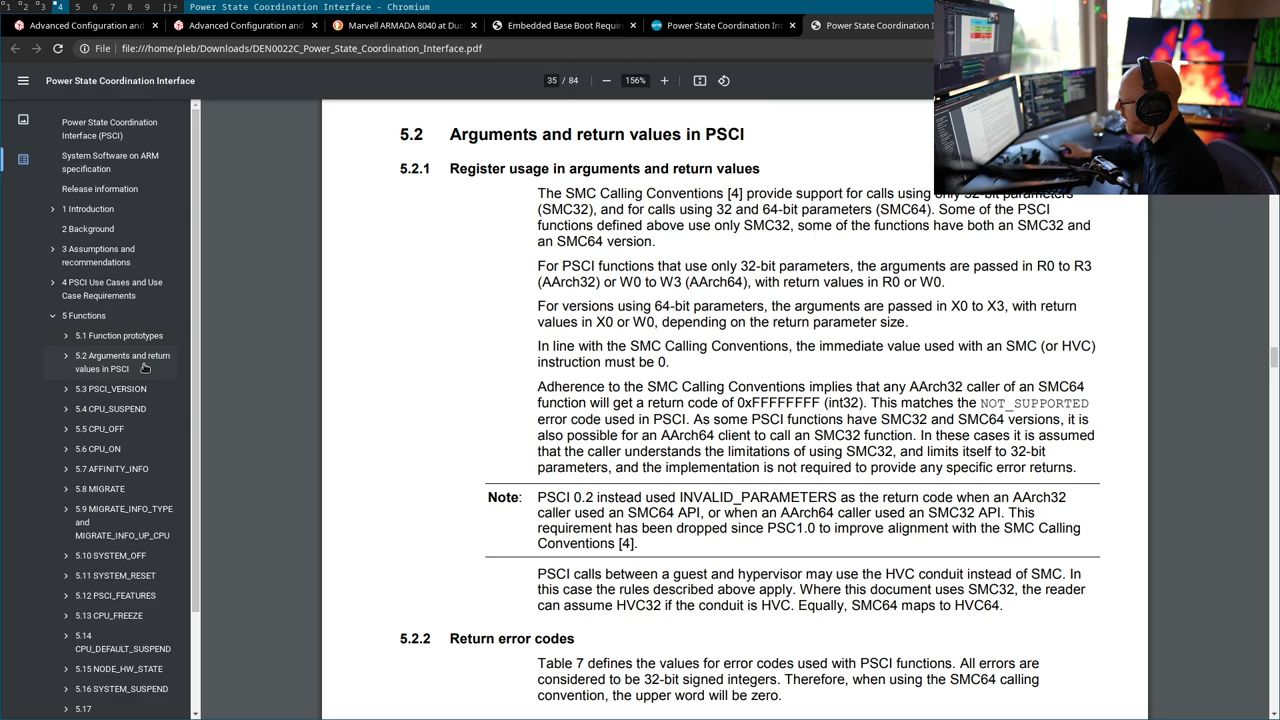 1 2 3 4 5 6 7 8 9 []= Power State Coordination Interface - Chromium
Advanced Configuration and
Advanced Configuration an
Marvell ARMADA 8040 at Duc
Embedded Base Boot Require
Power State Coordination Int
Power State Coordination In
File
file:///home/pleb/Downloads/DEN0022C_Power_State_Coordination_Interface.pdf
Power State Coordination Interface
35 / 84
156%
Power State Coordination
Interface (PSCI)
System Software on ARM
specification
Release information
1 Introduction
2 Background
3 Assumptions and
recommendations
4 PSCI Use Cases and Use
Case Requirements
5 Functions
5.1 Function prototypes
5.2 Arguments and return
values in PSCI
5.3 PSCI_VERSION
5.4 CPU_SUSPEND
5.5 CPU_OFF
5.6 CPU_ON
5.7 AFFINITY_INFO
5.8 MIGRATE
5.9 MIGRATE_INFO_TYPE
and
MIGRATE_INFO_UP_CPU
5.10 SYSTEM_OFF
5.11 SYSTEM_RESET
5.12 PSCI_FEATURES
5.13 CPU_FREEZE
5.14
CPU_DEFAULT_SUSPEND
5.15 NODE_HW_STATE
5.16 SYSTEM_SUSPEND
5.17
5.2 Arguments and return values in PSCI
5.2.1 Register usage in arguments and return values
The SMC Calling Conventions [4] provide support for calls using only 32-bit parameters
(SMC32), and for calls using 32 and 64-bit parameters (SMC64). Some of the PSCI
functions defined above use only SMC32, some of the functions have both an SMC32 and
an SMC64 version.
For PSCI functions that use only 32-bit parameters, the arguments are passed in R0 to R3
(AArch32) or W0 to W3 (AArch64), with return values in R0 or W0.
For versions using 64-bit parameters, the arguments are passed in X0 to X3, with return
values in X0 or W0, depending on the return parameter size.
In line with the SMC Calling Conventions, the immediate value used with an SMC (or HVC)
instruction must be 0.
Adherence to the SMC Calling Conventions implies that any AArch32 caller of an SMC64
function will get a return code of 0xFFFFFFFF (int32). This matches the NOT_SUPPORTED
error code used in PSCI. As some PSCI functions have SMC32 and SMC64 versions, it is
also possible for an AArch64 client to call an SMC32 function. In these cases it is assumed
that the caller understands the limitations of using SMC32, and limits itself to 32-bit
parameters, and the implementation is not required to provide any specific error returns.
Note: PSCI 0.2 instead used INVALID_PARAMETERS as the return code when an AArch32
caller used an SMC64 API, or when an AArch64 caller used an SMC32 API. This
requirement has been dropped since PSC1.0 to improve alignment with the SMC Calling
Conventions [4].
PSCI calls between a guest and hypervisor may use the HVC conduit instead of SMC. In
this case the rules described above apply. Where this document uses SMC32, the reader
can assume HVC32 if the conduit is HVC. Equally, SMC64 maps to HVC64.
5.2.2 Return error codes
Table 7 defines the values for error codes used with PSCI functions. All errors are
considered to be 32-bit signed integers. Therefore, when using the SMC64 calling
convention, the upper word will be zero.